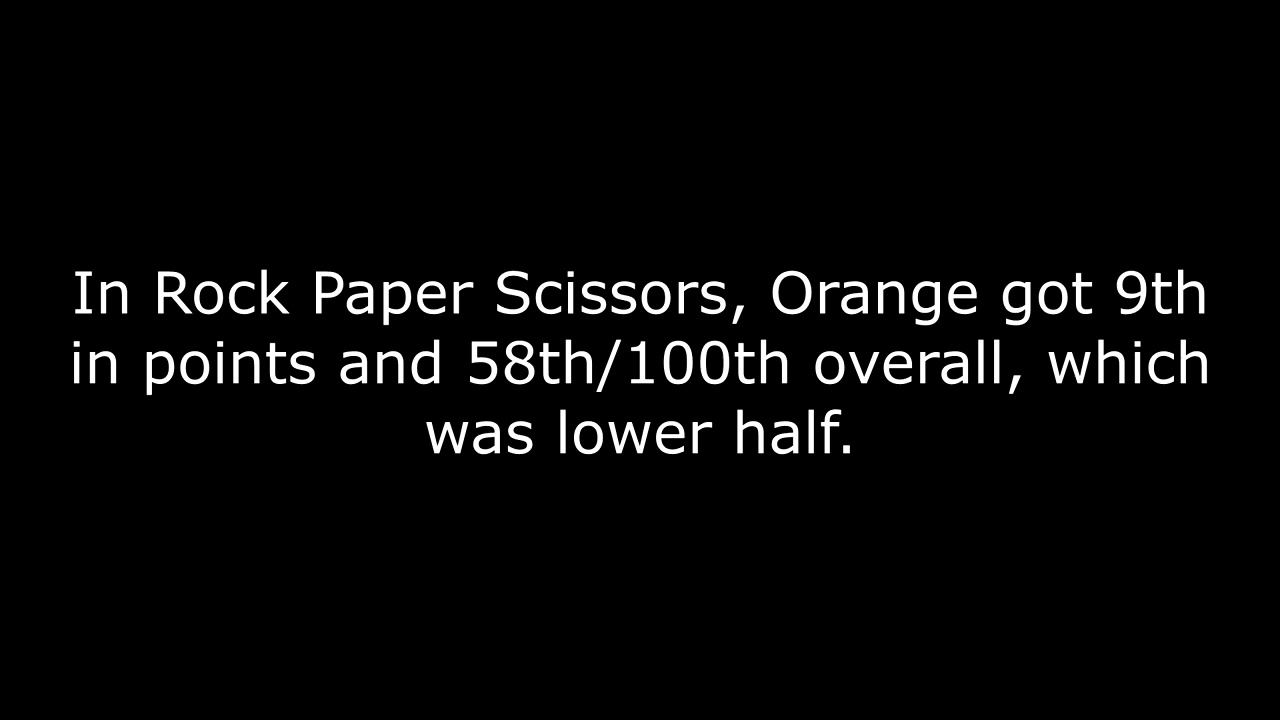 In Rock Paper Scissors, Orange got 9th
in points and 58th/100th overall, which
was lower half.